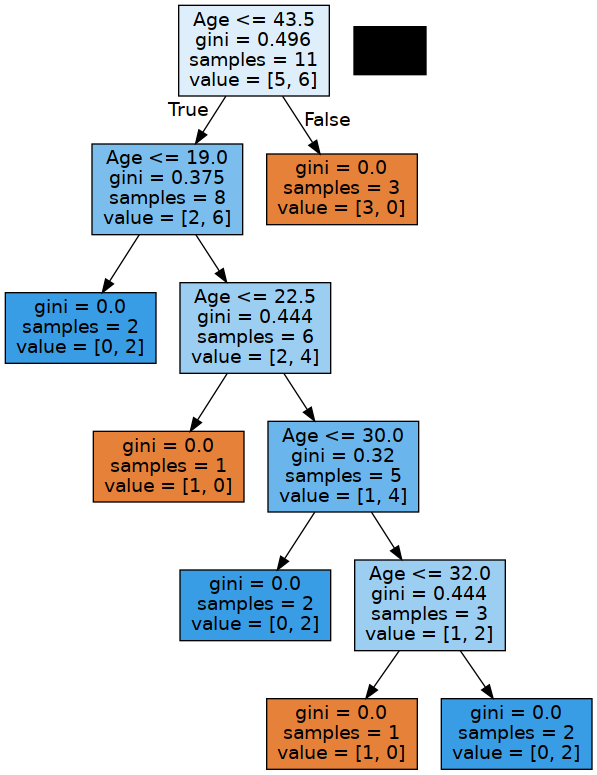 Age <= 43.5
gini = 0.496
samples = 11
value = [5, 6]
True
False
Age <= 19.0
gini = 0.375
samples = 8
value = [2, 6]
gini = 0.0
samples = 3
value = [3, 0]
gini = 0.0
samples = 2
value = [0, 2]
Age <= 22.5
gini = 0.444
samples = 6
value = [2, 4]
gini = 0.0
samples = 1
value = [1, 0]
Age <= 30.0
gini = 0.32
samples = 5
value = [1, 4]
gini = 0.0
samples = 2
value = [0, 2]
Age <= 32.0
gini = 0.444
samples = 3
value = [1, 2]
gini = 0.0
samples = 1
value = [1, 0]
gini = 0.0
samples = 2
value = [0, 2]